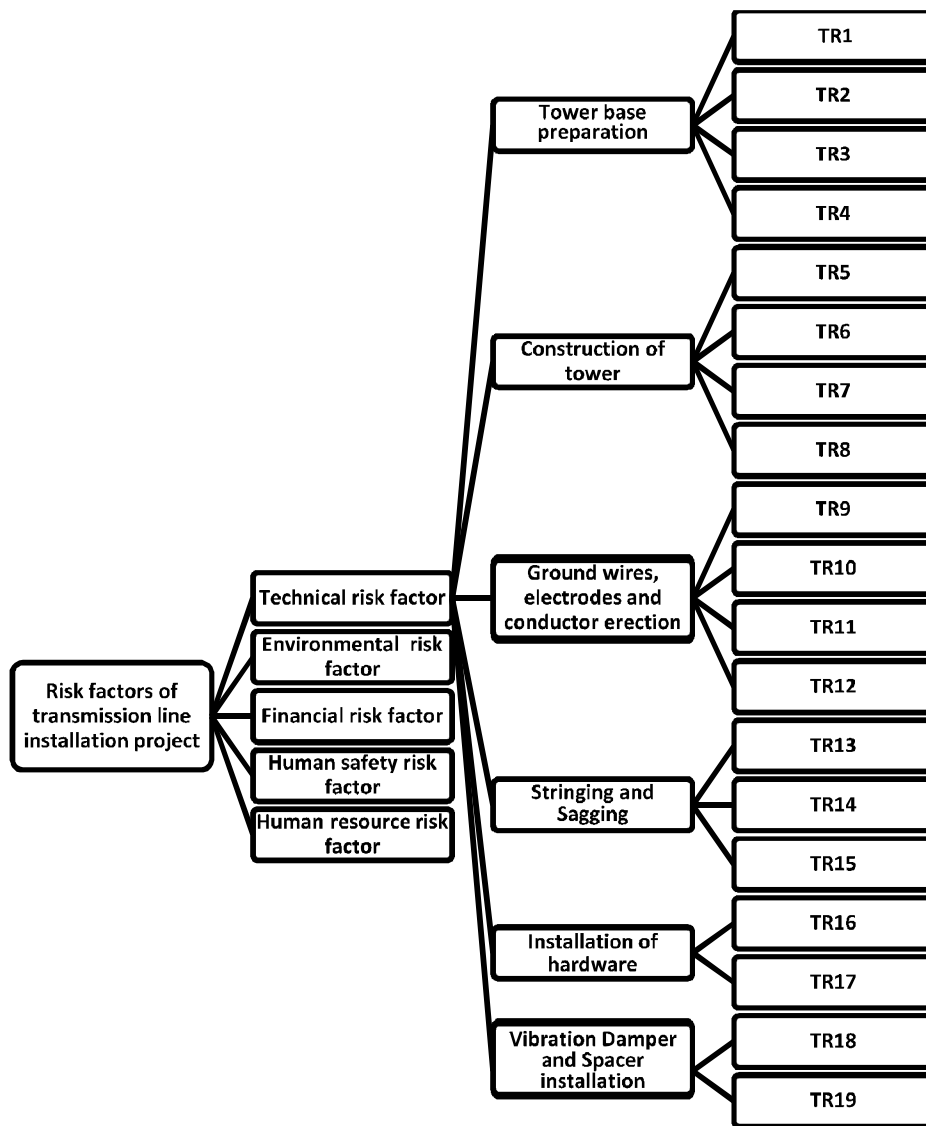 Risk factors of
transmission line
installation project
Technical risk factor
Environmental risk
factor
Financial risk factor
Human safety risk
factor
Human resource risk
factor
Tower base
preparation
Construction of
tower
Ground wires,
electrodes and
conductor erection
Stringing and
Sagging
Installation of
hardware
Vibration Damper
and Spacer
installation
TR1
TR2
TR3
TR4
TR5
TR6
TR7
TR8
TR9
TR10
TR11
TR12
TR13
TR14
TR15
TR16
TR17
TR18
TR19